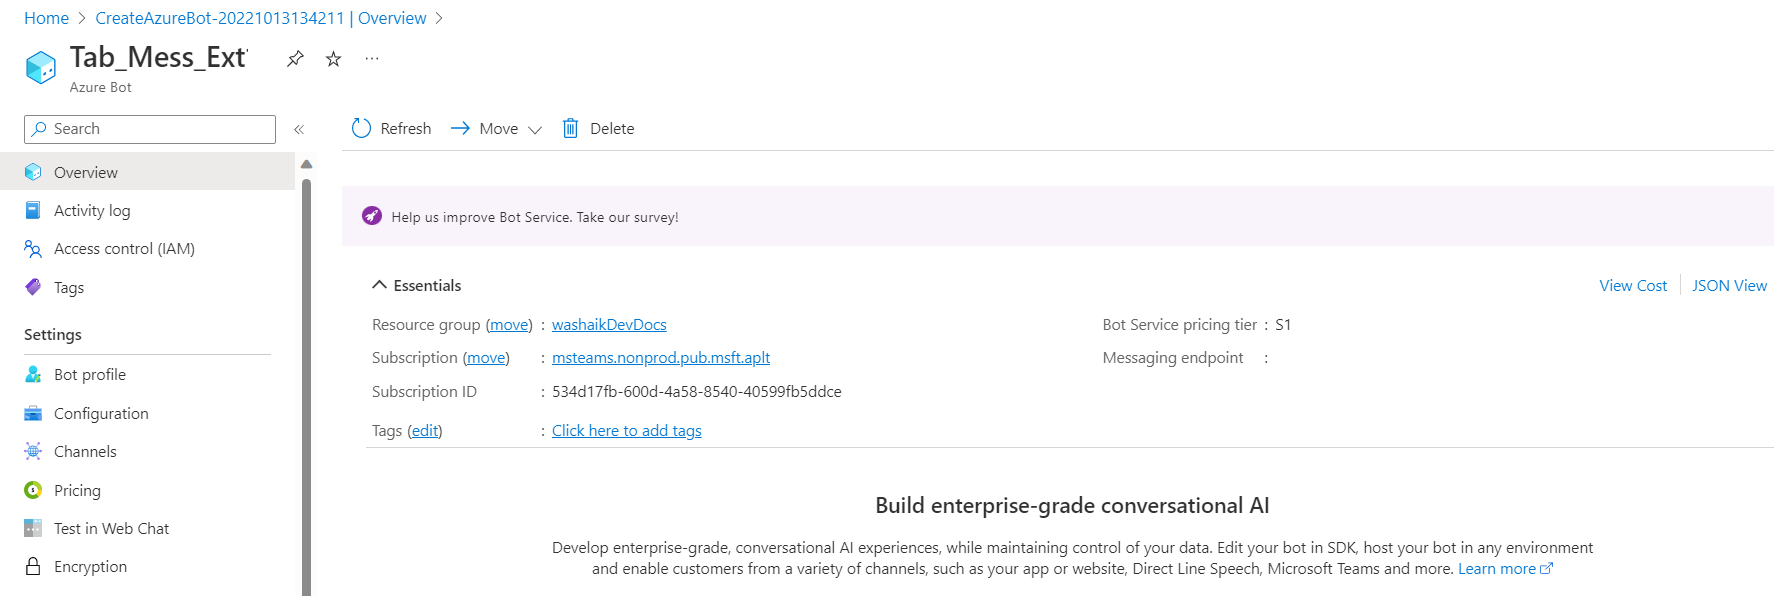 Home > CreateAzureBot-20221013134211 | Overview >
Tab_Mess_Ext
Azure Bot
Search
Refresh
Move
Delete
Overview
Activity log
Access control (IAM)
Tags
Settings
Bot profile
Configuration
Channels
Pricing
Test in Web Chat
Encryption
Help us improve Bot Service. Take our survey!
Essentials
View Cost
JSON View
Resource group (move) : washaikDevDocs
Subscription (move) : msteams.nonprod.pub.msft.aplt
Subscription ID : 534d17fb-600d-4a58-8540-40599fb5ddce
Tags (edit) : Click here to add tags
Bot Service pricing tier : S1
Messaging endpoint :
Build enterprise-grade conversational AI
Develop enterprise-grade, conversational AI experiences, while maintaining control of your data. Edit your bot in SDK, host your bot in any environment
and enable customers from a variety of channels, such as your app or website, Direct Line Speech, Microsoft Teams and more. Learn more